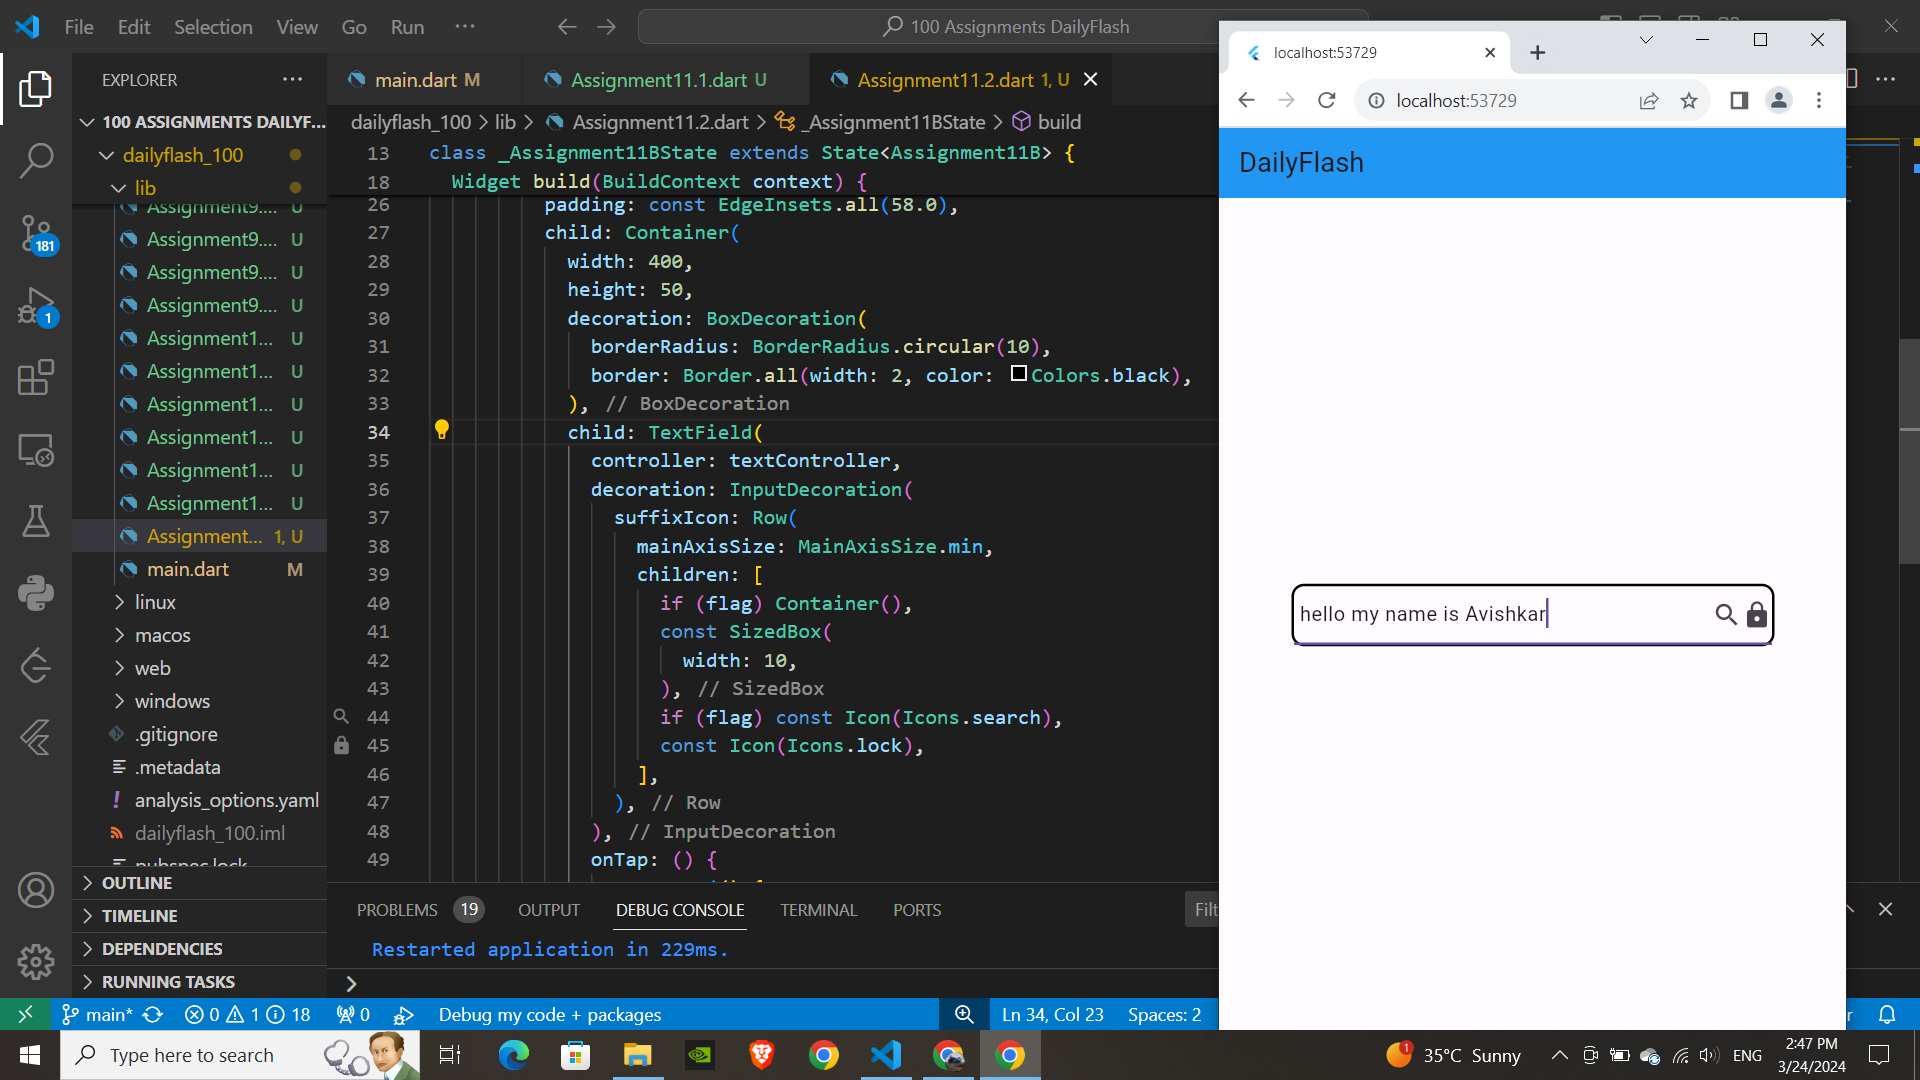 File Edit Selection View Go Run ···
100 Assignments DailyFlash
EXPLORER
100 ASSIGNMENTS DAILYF...
dailyflash_100
lib
Assignment9.... U
Assignment9.... U
Assignment9.... U
Assignment9.... U
Assignment1... U
Assignment1... U
Assignment1... U
Assignment1... U
Assignment1... U
Assignment1... U
Assignment... 1, U
main.dart M
linux
macos
web
windows
.gitignore
.metadata
analysis_options.yaml
dailyflash_100.iml
pubspec.lock
OUTLINE
TIMELINE
DEPENDENCIES
RUNNING TASKS
181
1
main.dart M
Assignment11.1.dart U
Assignment11.2.dart 1, U
dailyflash_100 > lib > Assignment11.2.dart > _Assignment11BState > build
13 class _Assignment11BState extends State<Assignment11B> {
18 Widget build(BuildContext context) {
26 padding: const EdgeInsets.all(58.0),
27 child: Container(
28 width: 400,
29 height: 50,
30 decoration: BoxDecoration(
31 borderRadius: BorderRadius.circular(10),
32 border: Border.all(width: 2, color: Colors.black),
33 ), // BoxDecoration
34 child: TextField(
35 controller: textController,
36 decoration: InputDecoration(
37 suffixIcon: Row(
38 mainAxisSize: MainAxisSize.min,
39 children: [
40 if (flag) Container(),
41 const SizedBox(
42 width: 10,
43 ), // SizedBox
44 if (flag) const Icon(Icons.search),
45 const Icon(Icons.lock),
46 ],
47 ), // Row
48 ), // InputDecoration
49 onTap: () {
PROBLEMS 19 OUTPUT DEBUG CONSOLE TERMINAL PORTS
Filt
Restarted application in 229ms.
>
main* 0 1 18 0 Debug my code + packages Ln 34, Col 23 Spaces: 2
localhost:53729
localhost:53729
DailyFlash
hello my name is Avishkar
Type here to search
1
35°C Sunny
ENG
2:47 PM
3/24/2024